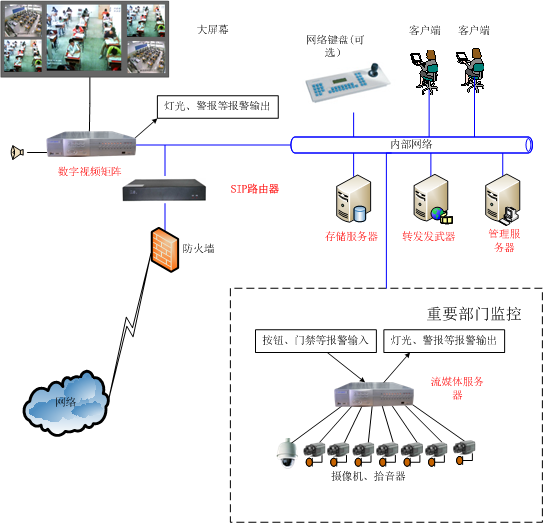 大屏幕
网络键盘(可
选)
客户端
客户端
灯光、警报等报警输出
内部网络
数字视频矩阵
SIP路由器
存储服务器
转发发武器
管理服
务器
防火墙
重要部门监控
按钮、门禁等报警输入
灯光、警报等报警输出
流媒体服务
器
网络
摄像机、拾音器